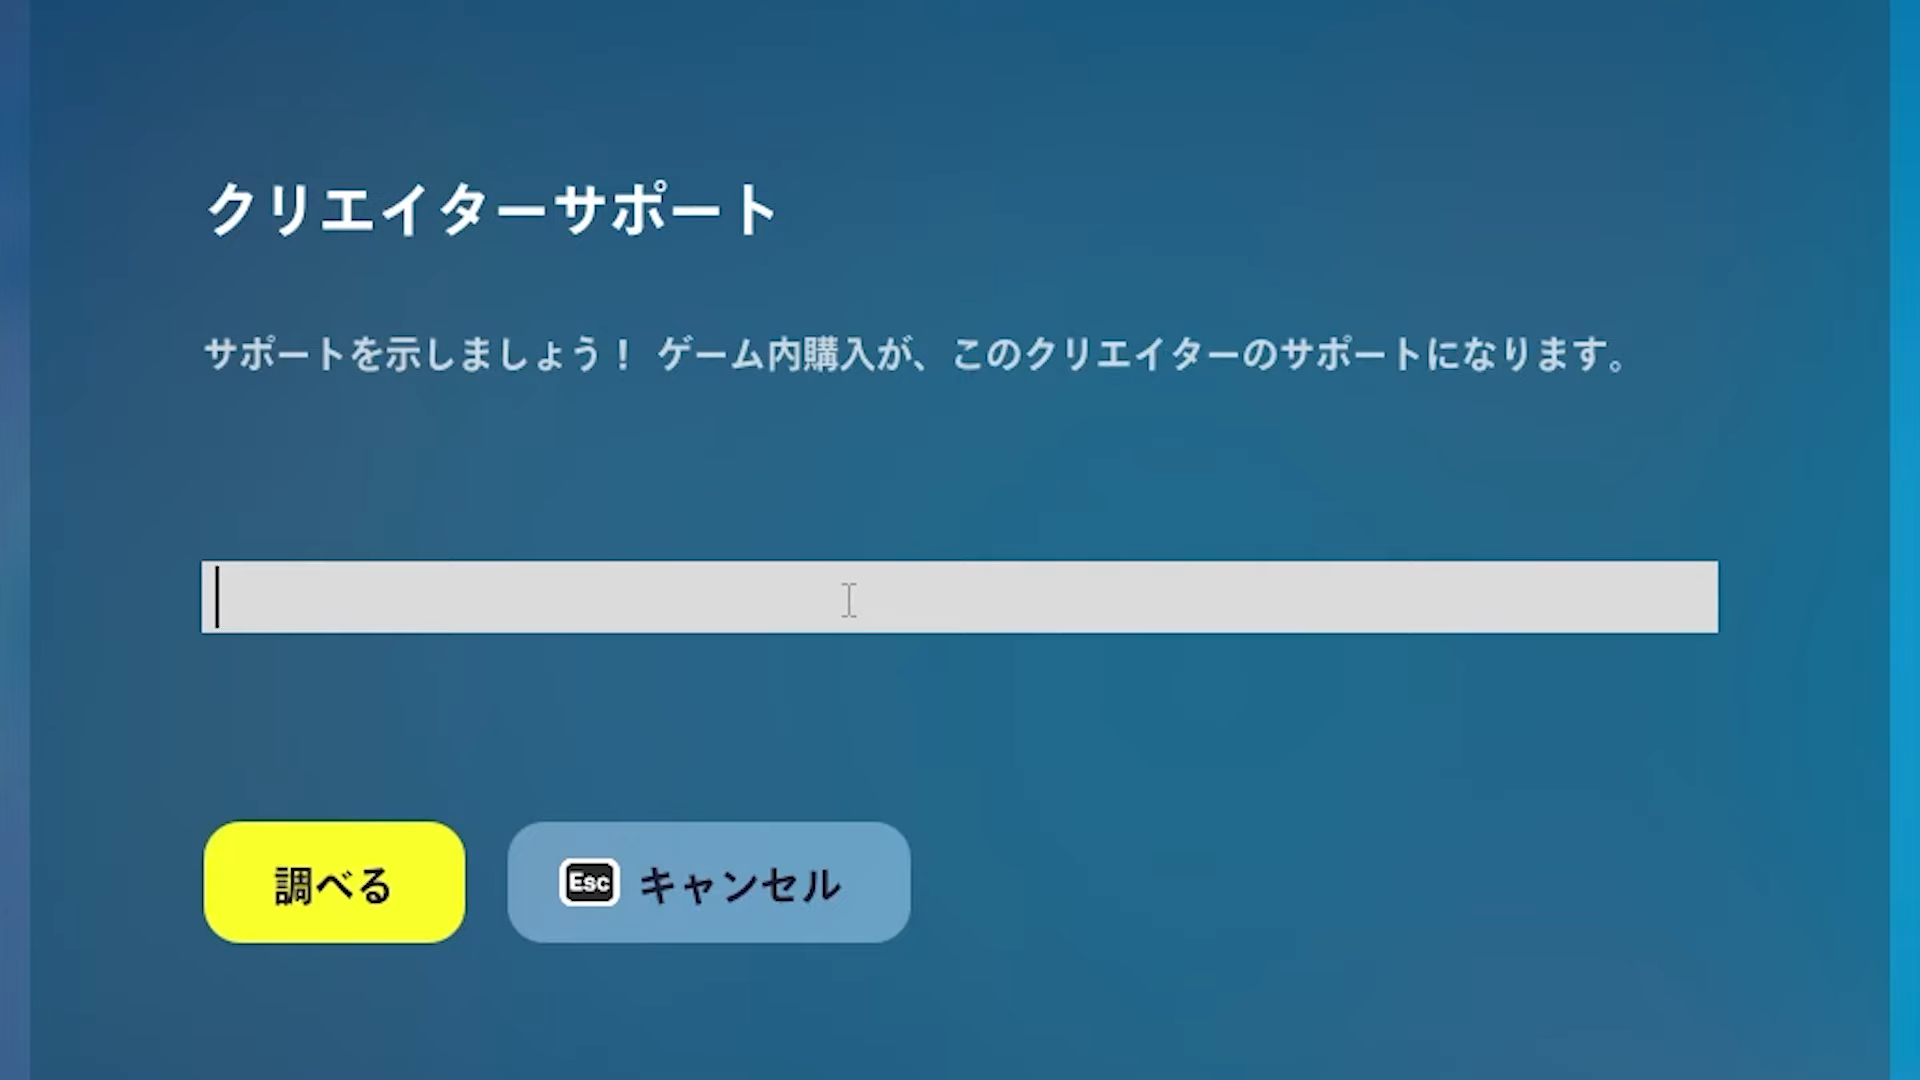 クリエイターサポート
サポートを示しましょう！ ゲーム内購入が、このクリエイターのサポートになります。
調べる
Esc キャンセル